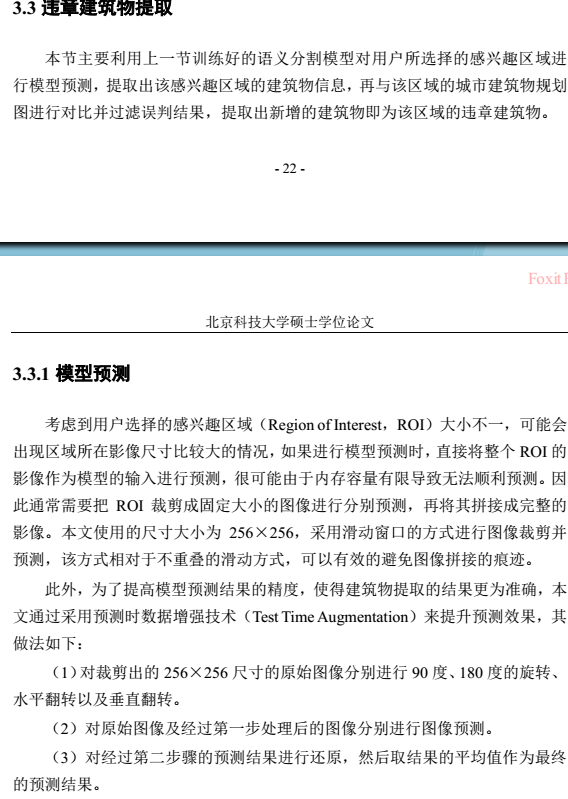 3.3 违章建筑物提取
本节主要利用上一节训练好的语义分割模型对用户所选择的感兴趣区域进
行模型预测，提取出该感兴趣区域的建筑物信息，再与该区域的城市建筑物规划
图进行对比并过滤误判结果，提取出新增的建筑物即为该区域的违章建筑物。
- 22 -
Foxit
北京科技大学硕士学位论文
3.3.1 模型预测
考虑到用户选择的感兴趣区域（Region of Interest，ROI）大小不一，可能会
出现区域所在影像尺寸比较大的情况，如果进行模型预测时，直接将整个 ROI 的
影像作为模型的输入进行预测，很可能由于内存容量有限导致无法顺利预测。因
此通常需要把 ROI 裁剪成固定大小的图像进行分别预测，再将其拼接成完整的
影像。本文使用的尺寸大小为 256×256，采用滑动窗口的方式进行图像裁剪并
预测，该方式相对于不重叠的滑动方式，可以有效的避免图像拼接的痕迹。
此外，为了提高模型预测结果的精度，使得建筑物提取的结果更为准确，本
文通过采用预测时数据增强技术（Test Time Augmentation）来提升预测效果，其
做法如下：
（1）对裁剪出的 256×256 尺寸的原始图像分别进行 90 度、180 度的旋转、
水平翻转以及垂直翻转。
（2）对原始图像及经过第一步处理后的图像分别进行图像预测。
（3）对经过第二步骤的预测结果进行还原，然后取结果的平均值作为最终
的预测结果。